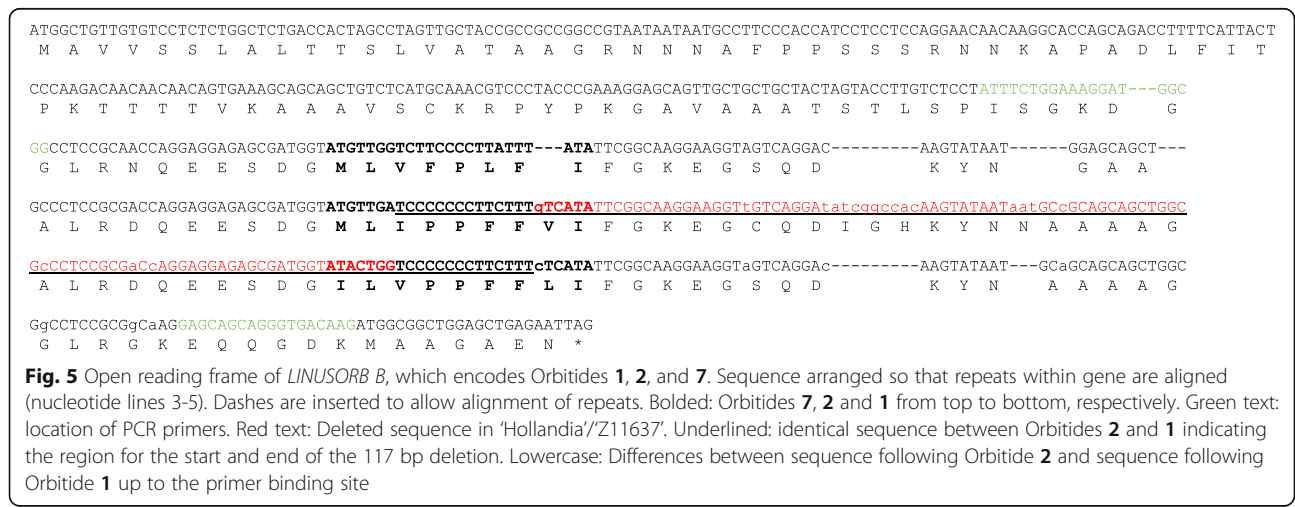 ATGGCTGTTGTGTCCTCTCTGGCTCTGACCACTAGCCTAGTTGCTACCGCCGCCGGCCGTAATAATAATGCCTTCCCACCATCCTCCTCCAGGAACAACAAGGCACCAGCAGACCTTTTCATTACT
M A V V S S L A L T T S L V A T A A G R N N N A F P P S S S R N N K A P A D L F I T
CCCAAGACAACAACAACAGTGAAAGCAGCAGCTGTCTCATGCAAACGTCCCTACCCGAAAGGAGCAGTTGCTGCTGCTACTAGTACCTTGTCTCCTATTTCTGGAAAGGAT---GGC
P K T T T T V K A A A V S C K R P Y P K G A V A A A T S T L S P I S G K D G
GGCCTCCGCAACCAGGAGGAGAGCGATGGTATGTTGGTCTTCCCCTTATTT---ATATTCGGCAAGGAAGGTAGTCAGGAC---------AAGTATAAT------GGAGCAGCT---
G L R N Q E E S D G M L V F P L F I F G K E G S Q D K Y N G A A
GCCCTCCGCGACCAGGAGGAGAGCGATGGTATGTTGATCCCCCCCTTCTTTgTCATATTCGGCAAGGAAGGTtGTCAGGAtatcggccacAAGTATAATaatGCcGCAGCAGCTGGC
A L R D Q E E S D G M L I P P F F V I F G K E G C Q D I G H K Y N N A A A A G
GcCCTCCGCGaCcAGGAGGAGAGCGATGGTATACTGGTCCCCCCCTTCTTTcTCATATTCGGCAAGGAAGGTaGTCAGGAc---------AAGTATAAT---GCaGCAGCAGCTGGC
A L R D Q E E S D G I L V P P F F L I F G K E G S Q D K Y N A A A A G
GgCCTCCGCGgCaAGGAGCAGCAGGGTGACAAGATGGCGGCTGGAGCTGAGAATTAG
G L R G K E Q Q G D K M A A G A E N *
Fig. 5 Open reading frame of LINUSORB B, which encodes Orbitides 1, 2, and 7. Sequence arranged so that repeats within gene are aligned
(nucleotide lines 3-5). Dashes are inserted to allow alignment of repeats. Bolded: Orbitides 7, 2 and 1 from top to bottom, respectively. Green text:
location of PCR primers. Red text: Deleted sequence in ‘Hollandia’/‘Z11637’. Underlined: identical sequence between Orbitides 2 and 1 indicating
the region for the start and end of the 117 bp deletion. Lowercase: Differences between sequence following Orbitide 2 and sequence following
Orbitide 1 up to the primer binding site